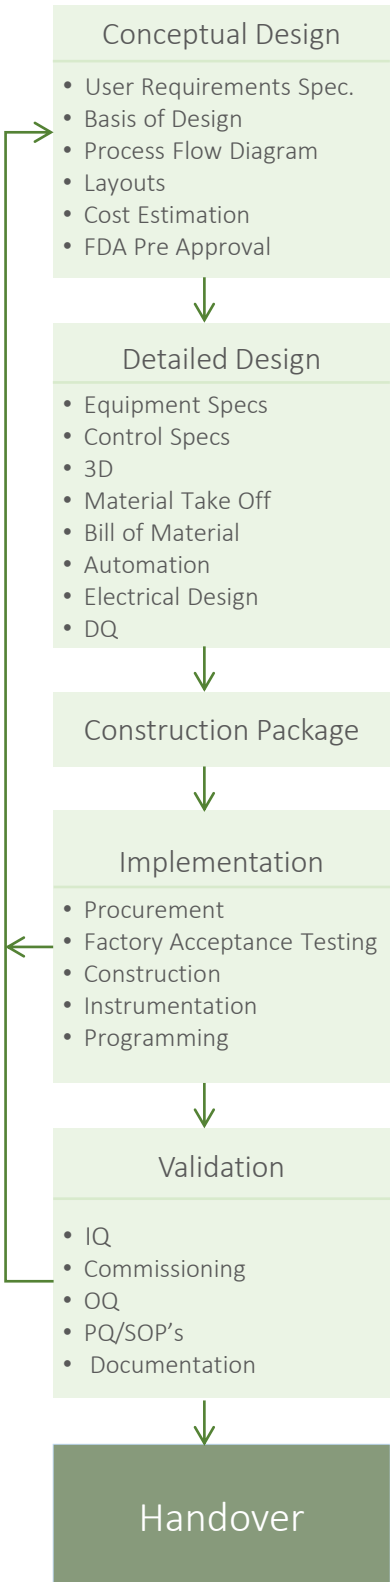 Conceptual Design
• User Requirements Spec.
• Basis of Design
• Process Flow Diagram
• Layouts
• Cost Estimation
• FDA Pre Approval
Detailed Design
• Equipment Specs
• Control Specs
• 3D
• Material Take Off
• Bill of Material
• Automation
• Electrical Design
• DQ
Construction Package
Implementation
• Procurement
• Factory Acceptance Testing
• Construction
• Instrumentation
• Programming
Validation
• IQ
• Commissioning
• OQ
• PQ/SOP’s
• Documentation
Handover